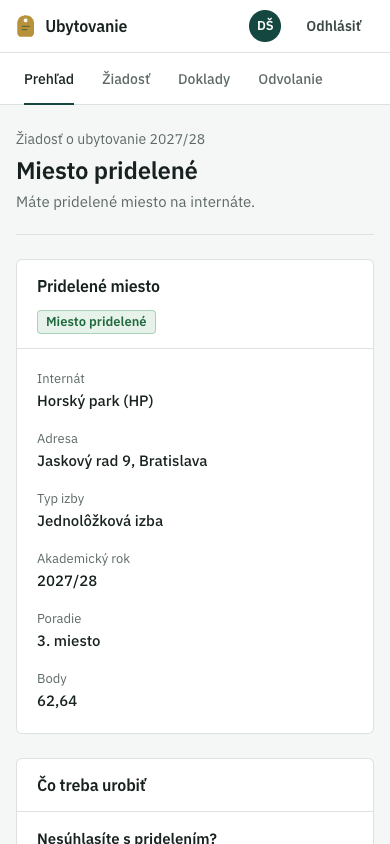 Ubytovanie
DŠ
Odhlásiť
Prehľad
Žiadosť
Doklady
Odvolanie
Žiadosť o ubytovanie 2027/28
Miesto pridelené
Máte pridelené miesto na internáte.
Pridelené miesto
Miesto pridelené
Internát
Horský park (HP)
Adresa
Jaskový rad 9, Bratislava
Typ izby
Jednolôžková izba
Akademický rok
2027/28
Poradie
3. miesto
Body
62,64
Čo treba urobiť
Nesúhlasíte s pridelením?